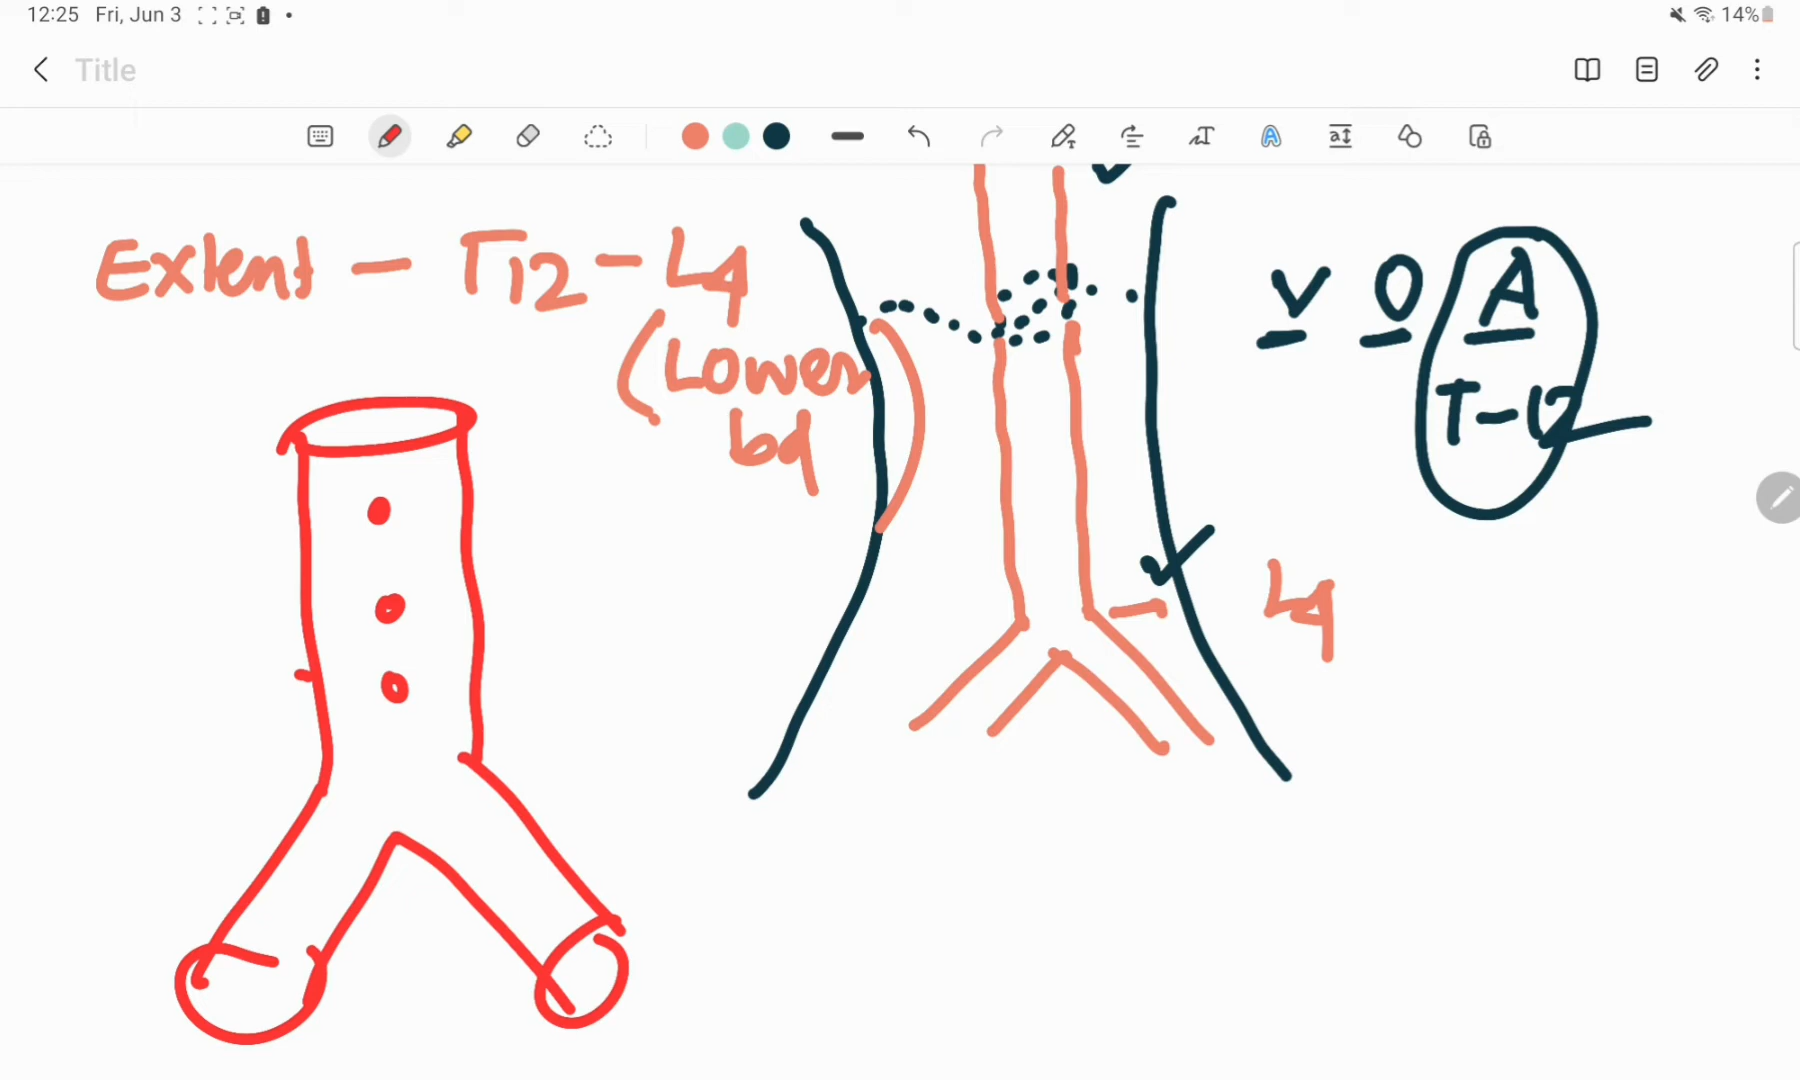 12:25 Fri, Jun 3
14%
Title
Extent - T12 - L4
(Lower
bd
V O A
T-12
L4